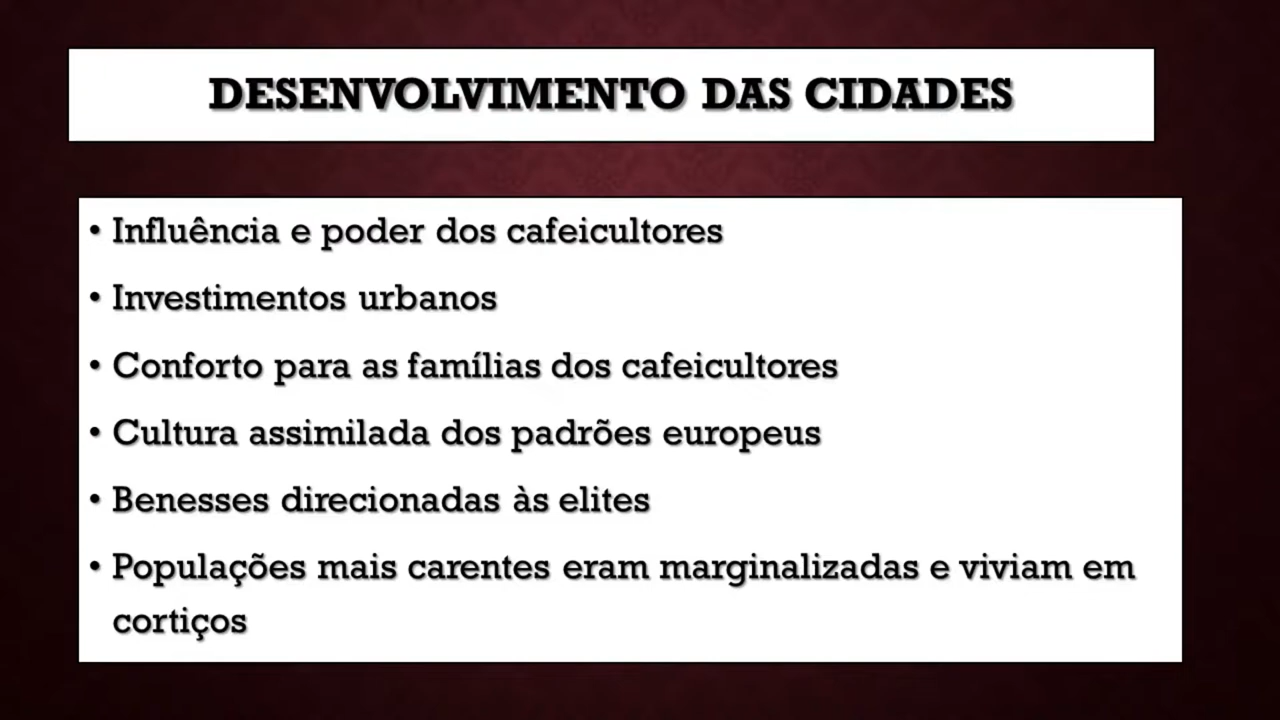 DESENVOLVIMENTO DAS CIDADES
• Influência e poder dos cafeicultores
• Investimentos urbanos
• Conforto para as famílias dos cafeicultores
• Cultura assimilada dos padrões europeus
• Benesses direcionadas às elites
• Populações mais carentes eram marginalizadas e viviam em
cortiços